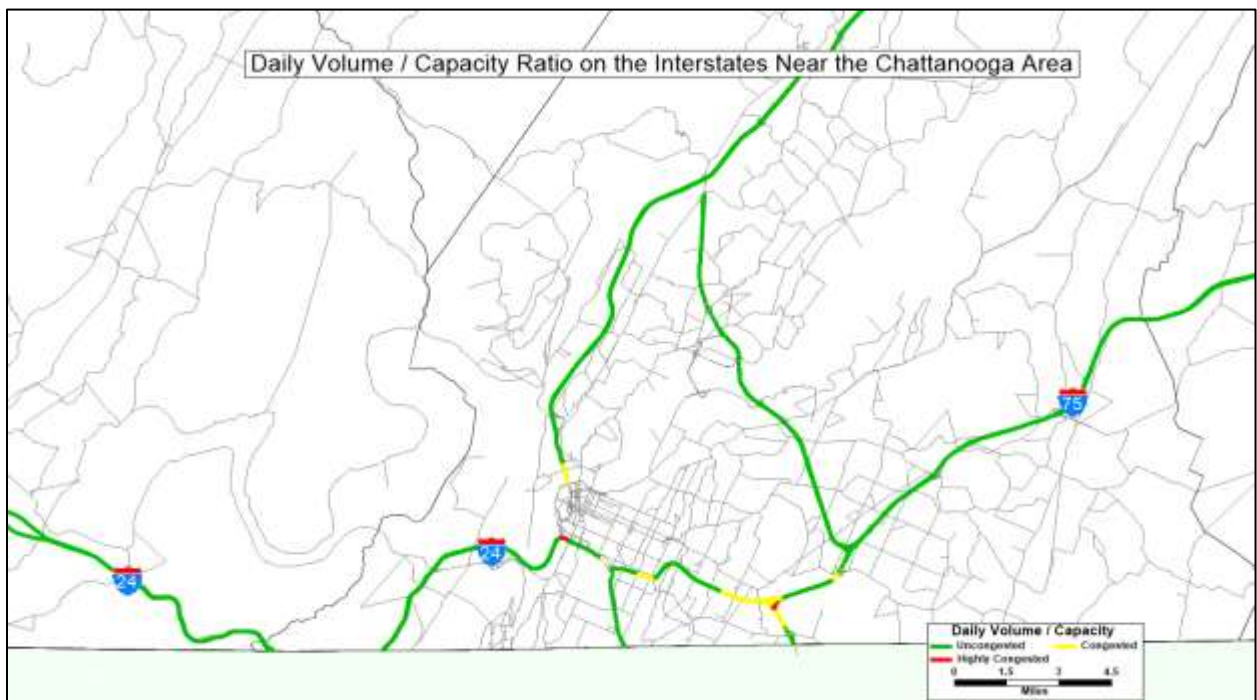 Daily Volume / Capacity Ratio on the Interstates Near the Chattanooga Area
75
24
24
Daily Volume / Capacity
Uncongested Congested
Highly Congested
0 1.5 3 4.5
Miles